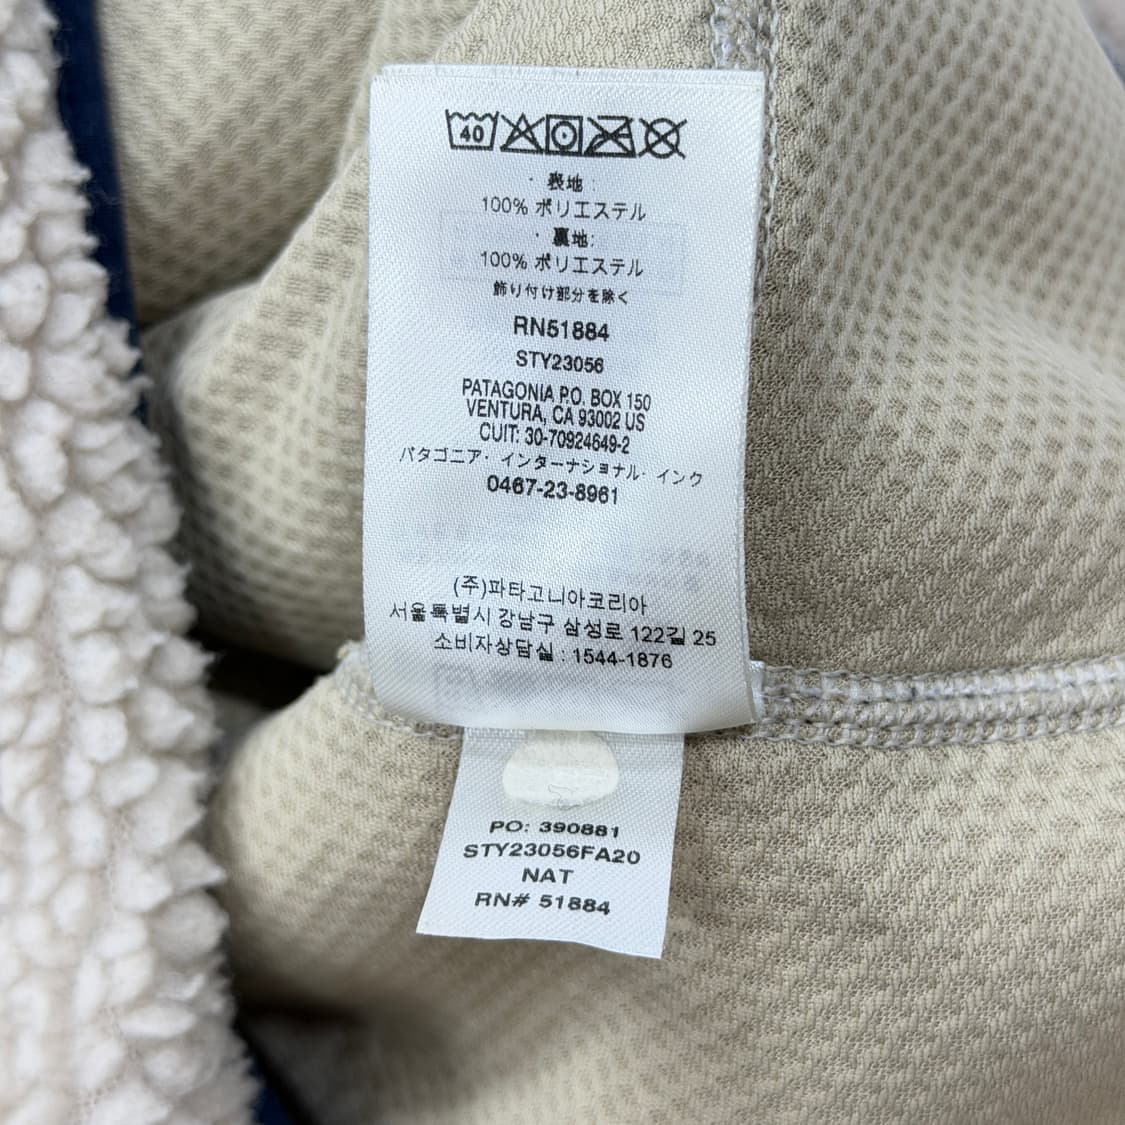 40
・表地:
100% ポリエステル
・裏地:
100% ポリエステル
飾り付け部分を除く
RN51884
STY23056
PATAGONIA P.O. BOX 150
VENTURA, CA 93002 US
CUIT: 30-70924649-2
パタゴニア・インターナショナル・インク
0467-23-8961
(주)파타고니아코리아
서울특별시 강남구 삼성로 122길 25
소비자상담실 : 1544-1876
PO: 390881
STY23056FA20
NAT
RN# 51884